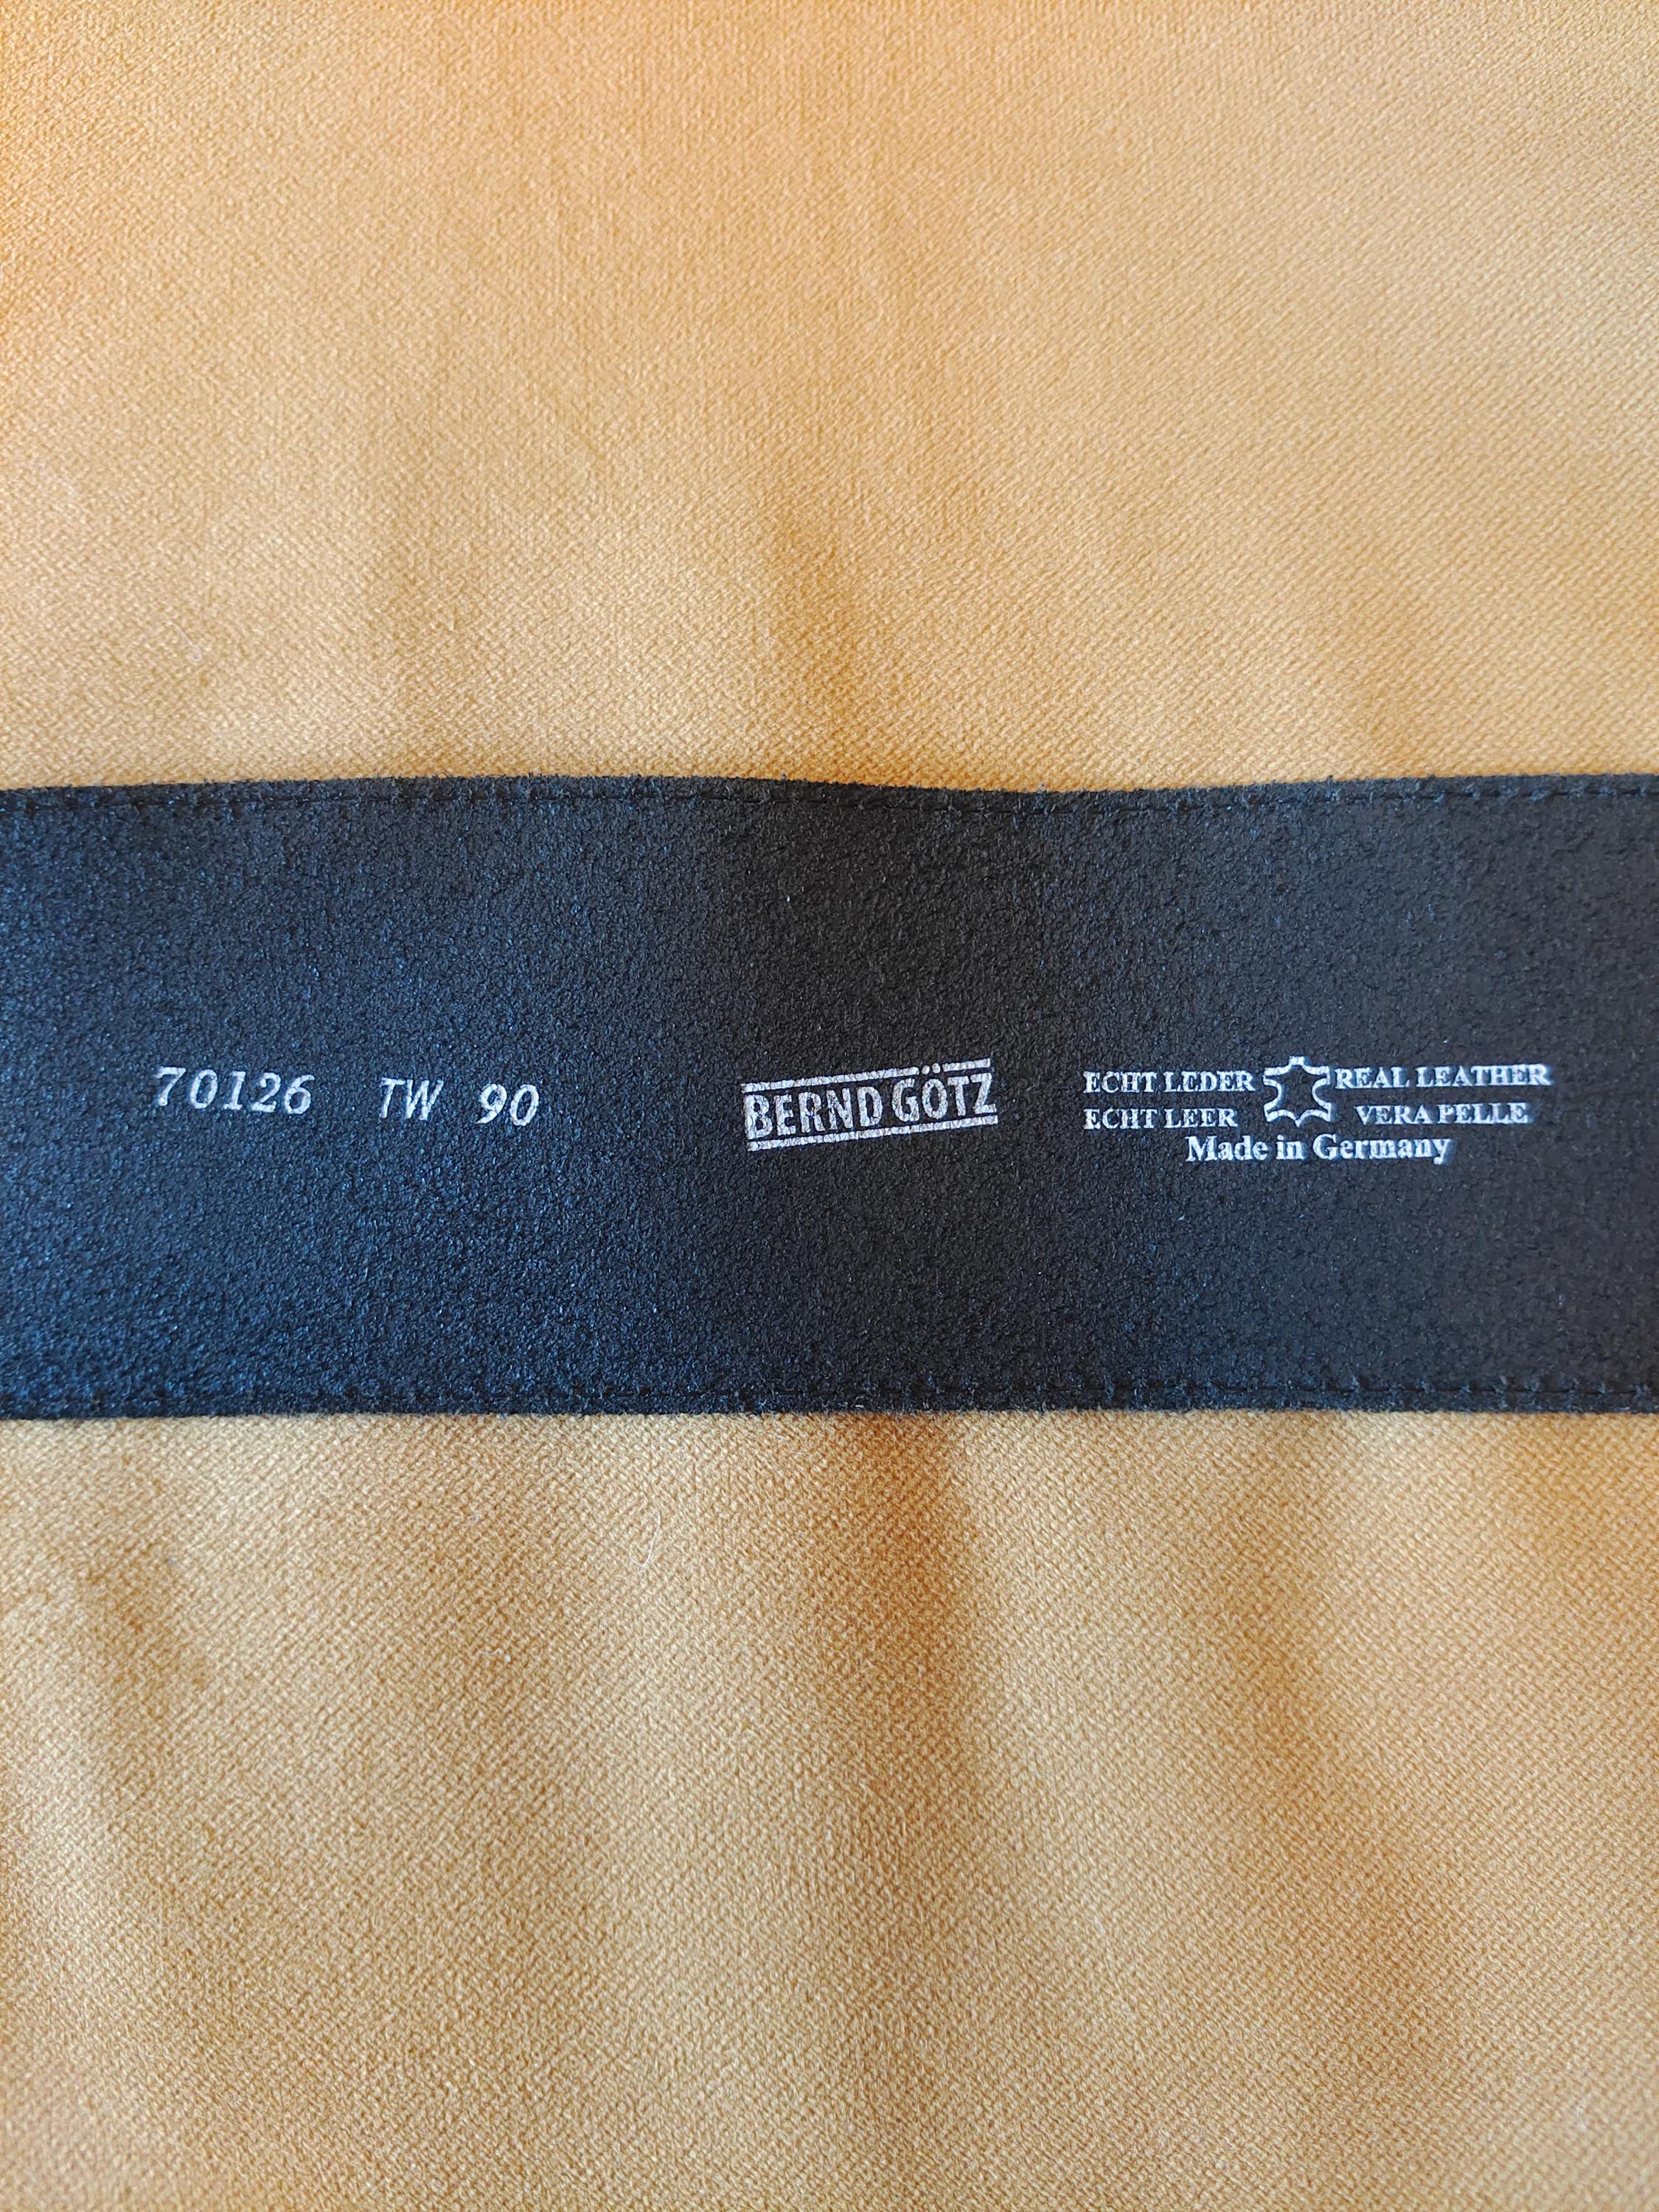 70126 TW 90
BERND GÖTZ
ECHT LEDER REAL LEATHER
ECHT LEER VERA PELLE
Made in Germany